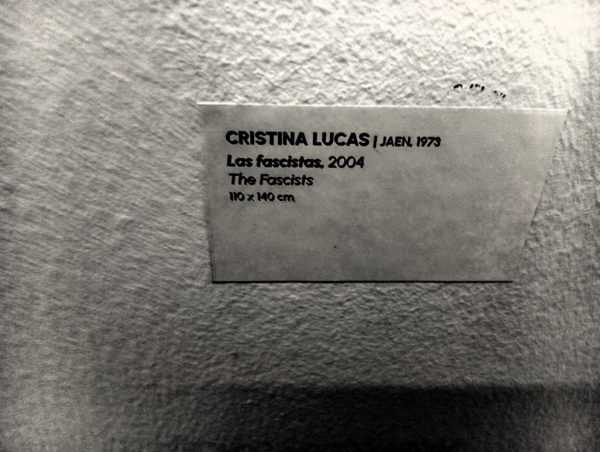 CRISTINA LUCAS | JAEN, 1973
Las fascistas, 2004
The Fascists
110 x 140 cm